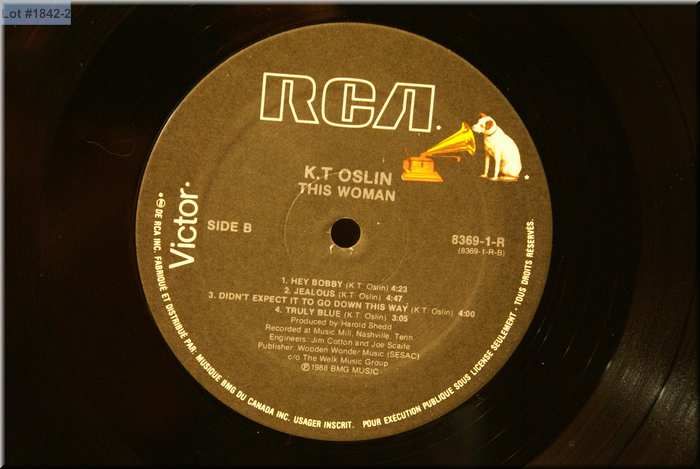 Lot #1842-2
RCA
K.T OSLIN
THIS WOMAN
Victor
SIDE B
8369-1-R
(8369-1-R-B)
1. HEY BOBBY (K.T. Oslin) 4:23
2. JEALOUS (K.T. Oslin) 4:47
3. DIDN'T EXPECT IT TO GO DOWN THIS WAY (K.T. Oslin) 4:00
4. TRULY BLUE (K.T. Oslin) 3:05
Produced by Harold Shedd
Recorded at Music Mill, Nashville, Tenn.
Engineers: Jim Cotton and Joe Scaife
Publisher: Wooden Wonder Music (SESAC)
c/o The Welk Music Group
℗ 1988 BMG MUSIC
DE RCA INC. FABRIQUÉ ET DISTRIBUÉ PAR: MUSIQUE BMG DU CANADA INC. USAGER INSCRIT. POUR EXÉCUTION PUBLIQUE SOUS LICENSE SEULEMENT. TOUS DROITS RÉSERVÉS.